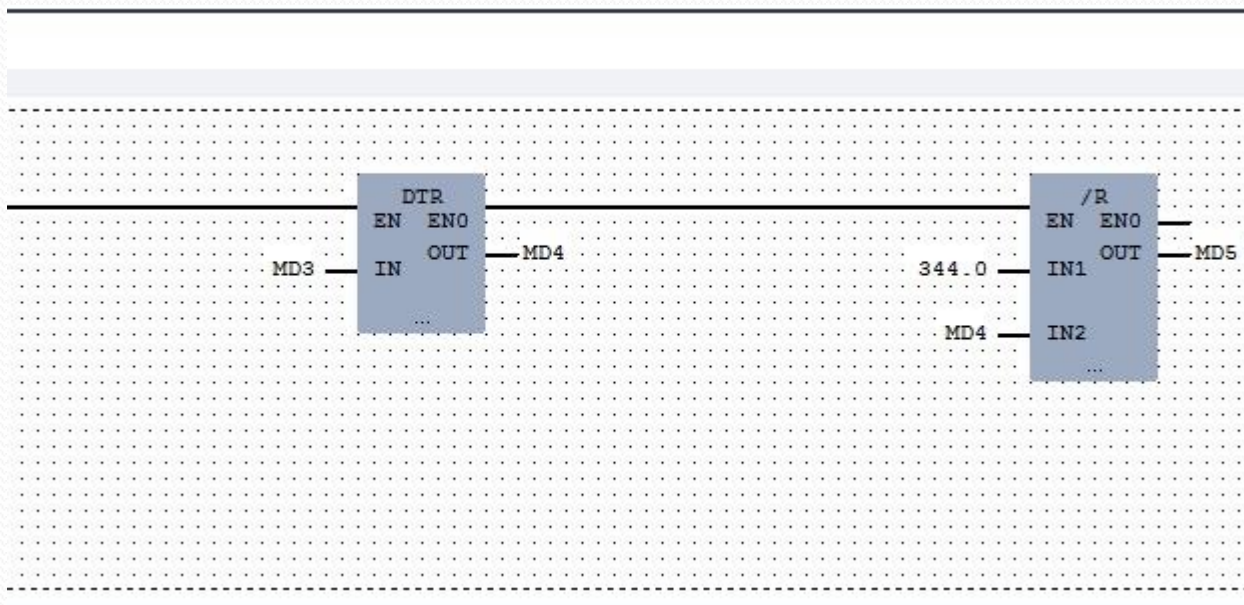 DTR
EN ENO
MD3 IN OUT MD4
...
/R
EN ENO
344.0 IN1 OUT MD5
MD4 IN2
...